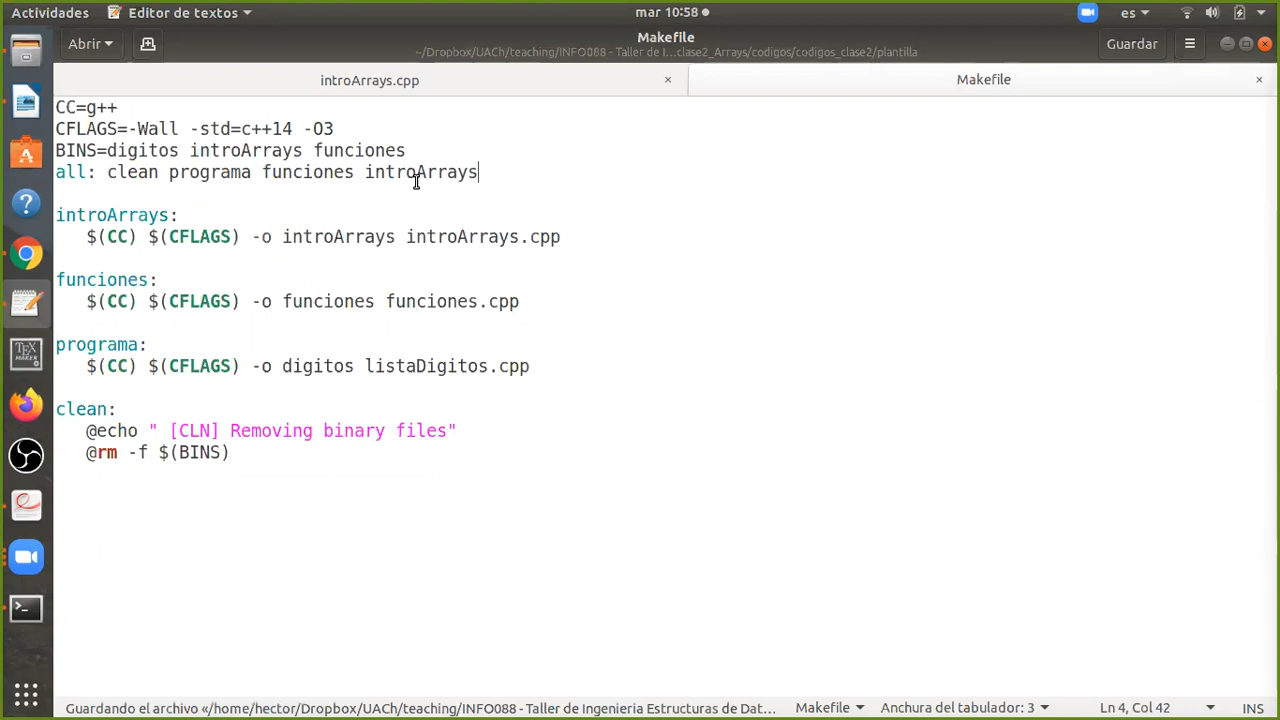 Actividades Editor de textos mar 10:58 es
Abrir Makefile Guardar
~/Dropbox/UACh/teaching/INFO088 - Taller de I...clase2_Arrays/codigos/codigos_clase2/plantilla
introArrays.cpp × Makefile ×
CC=g++
CFLAGS=-Wall -std=c++14 -O3
BINS=digitos introArrays funciones
all: clean programa funciones introArrays
introArrays:
$(CC) $(CFLAGS) -o introArrays introArrays.cpp
funciones:
$(CC) $(CFLAGS) -o funciones funciones.cpp
programa:
$(CC) $(CFLAGS) -o digitos listaDigitos.cpp
clean:
@echo " [CLN] Removing binary files"
@rm -f $(BINS)
Guardando el archivo «/home/hector/Dropbox/UACh/teaching/INFO088 - Taller de Ingenieria Estructuras de Dat... Makefile Anchura del tabulador: 3 Ln 4, Col 42 INS